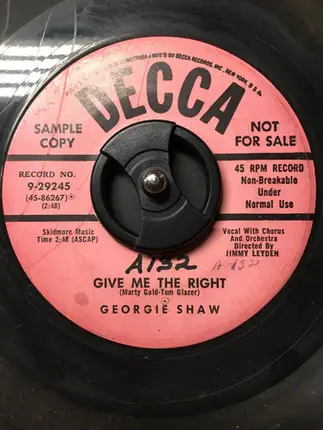 DECCA
SAMPLE
COPY
NOT
FOR SALE
RECORD NO.
9-29245
(45-86267)
(2:48)
45 RPM RECORD
Non-Breakable
Under
Normal Use
Skidmore Music
Time 2:48 (ASCAP)
Vocal With Chorus
And Orchestra
Directed By
JIMMY LEYDEN
A132
A 132
GIVE ME THE RIGHT
(Marty Gold-Tom Glazer)
GEORGIE SHAW